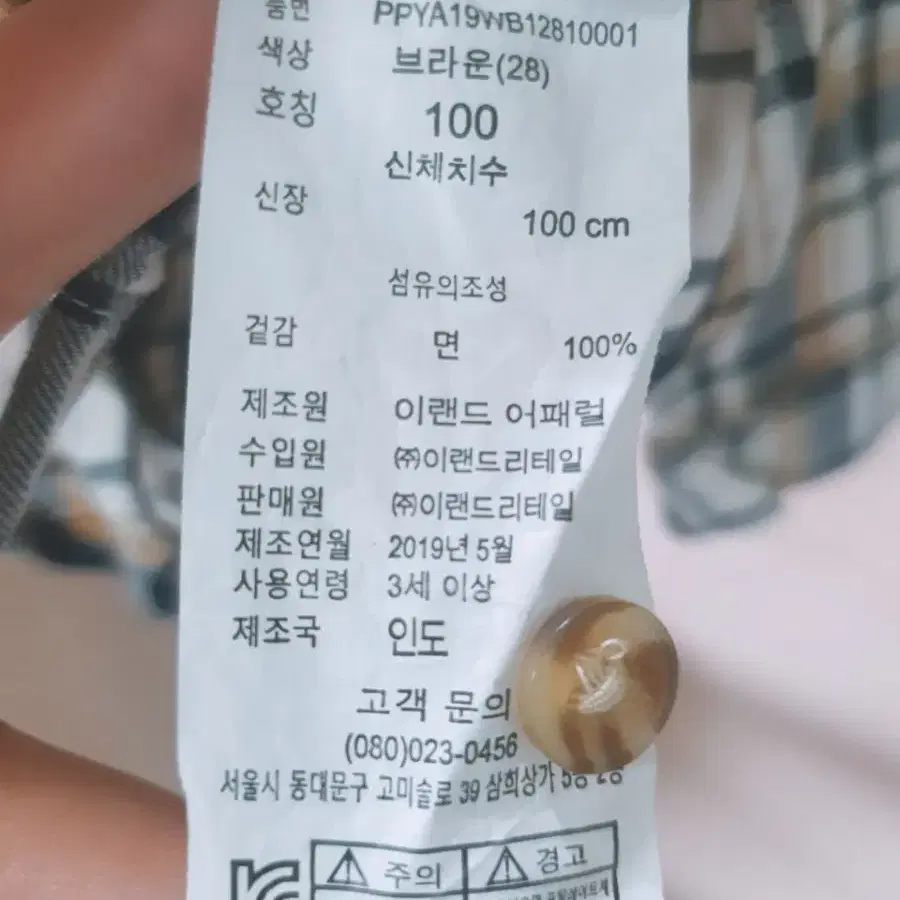 품번 PPYA19WB12810001
색상 브라운(28)
호칭 100
신체치수
신장 100 cm
섬유의조성
겉감 면 100%
제조원 이랜드 어패럴
수입원 ㈜이랜드리테일
판매원 ㈜이랜드리테일
제조연월 2019년 5월
사용연령 3세 이상
제조국 인도
고객 문의
(080)023-0456
서울시 동대문구 고미술로 39 삼희상가
주의 경고